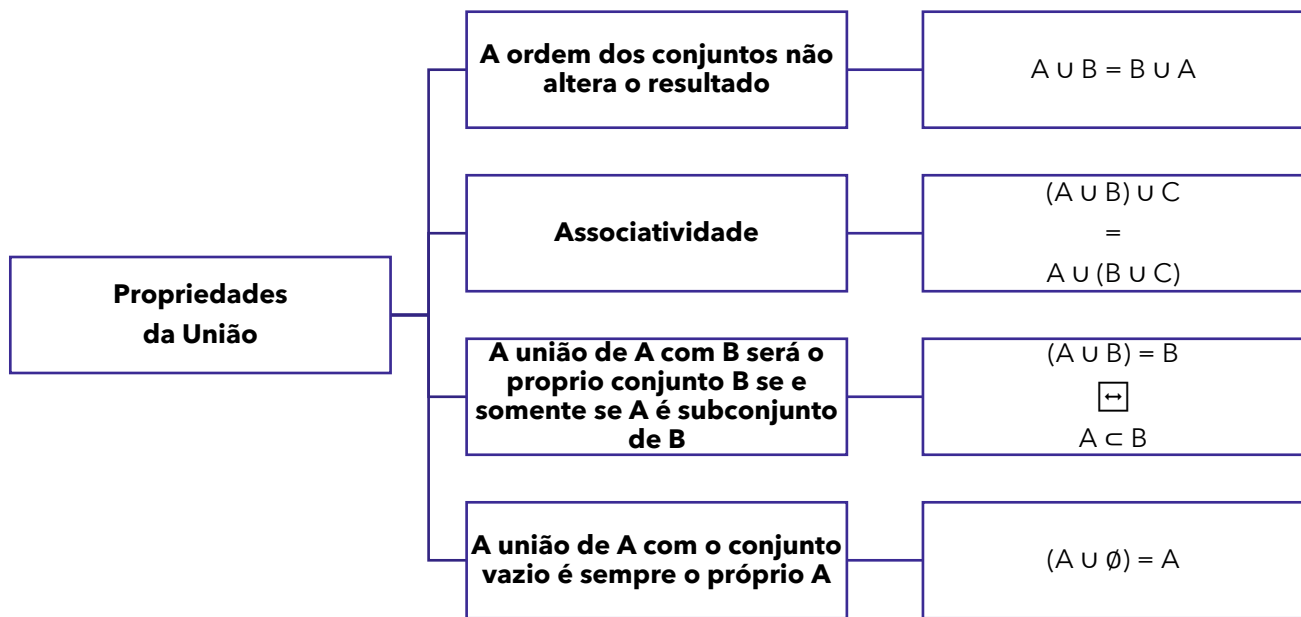 Propriedades
da União
A ordem dos conjuntos não
altera o resultado
A ∪ B = B ∪ A
Associatividade
(A ∪ B) ∪ C
=
A ∪ (B ∪ C)
A união de A com B será o
proprio conjunto B se e
somente se A é subconjunto
de B
(A ∪ B) = B
↔
A ⊂ B
A união de A com o conjunto
vazio é sempre o próprio A
(A ∪ ∅) = A